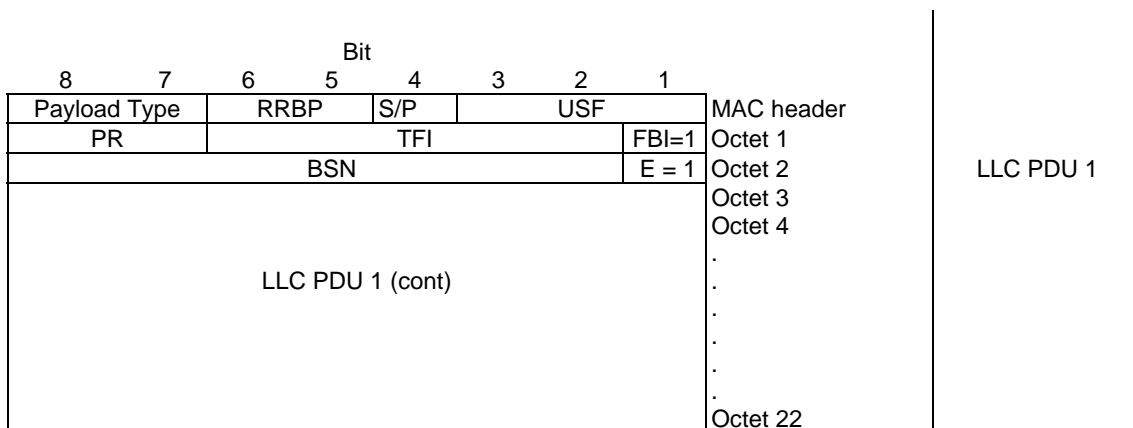 Bit
8 7 6 5 4 3 2 1
Payload Type RRBP S/P USF MAC header
PR TFI FBI=1 Octet 1
BSN E = 1 Octet 2 LLC PDU 1
Octet 3
Octet 4
.
LLC PDU 1 (cont) .
.
.
.
.
Octet 22